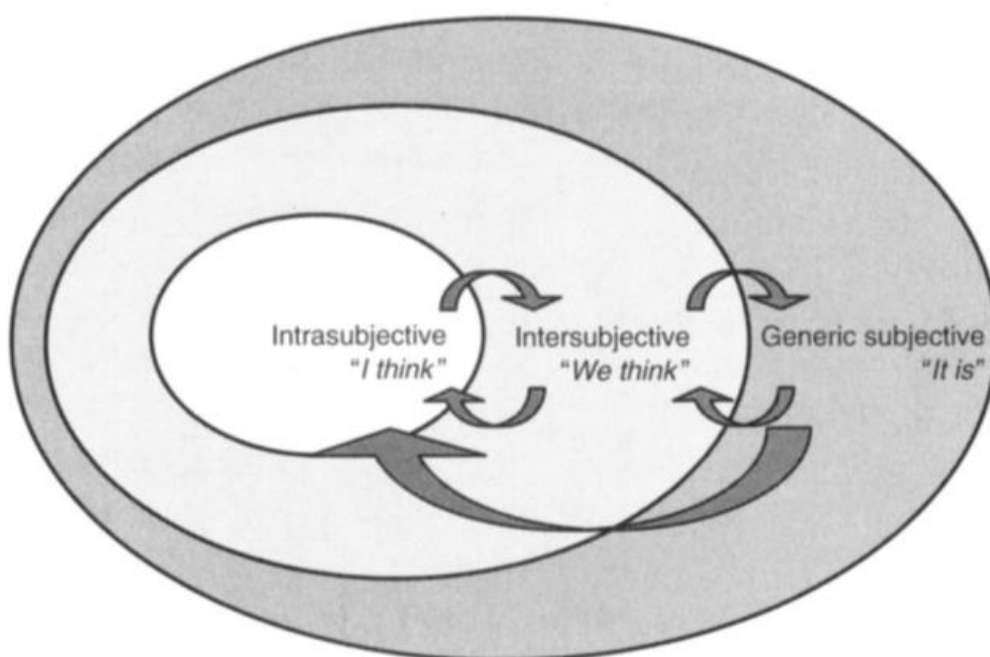 Intrasubjective Intersubjective Generic subjective
"I think" "We think" "It is"